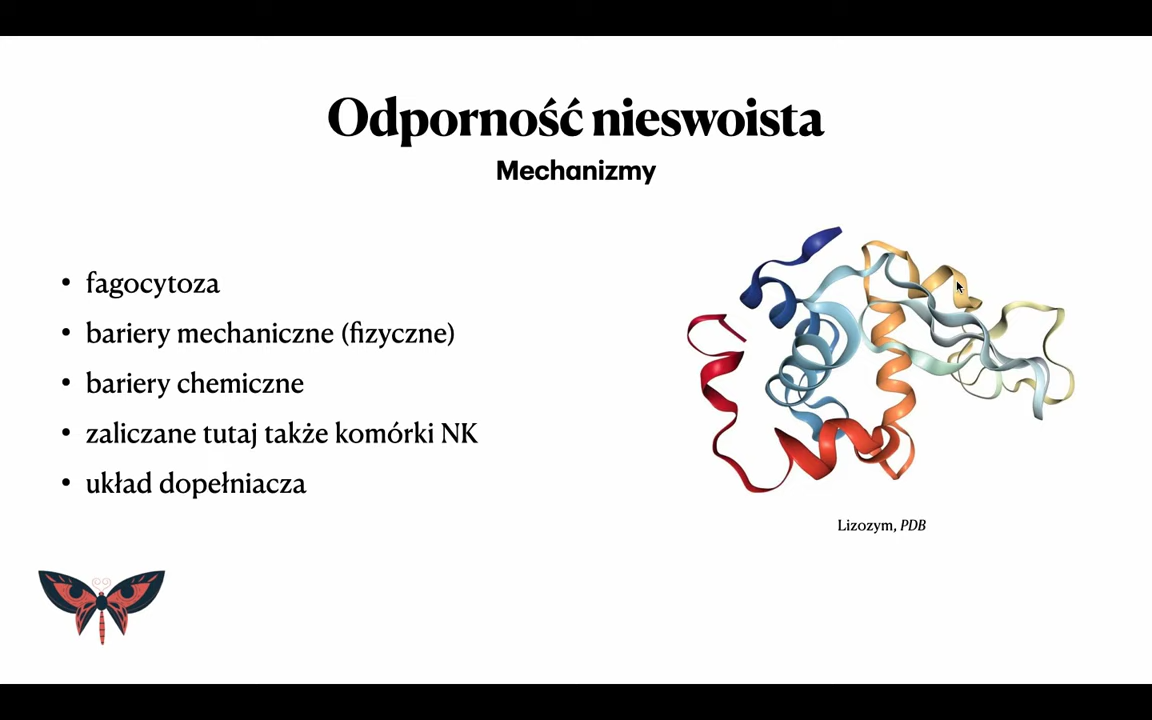 Odporność nieswoista
Mechanizmy
• fagocytoza
• bariery mechaniczne (fizyczne)
• bariery chemiczne
• zaliczane tutaj także komórki NK
• układ dopełniacza
Lizozym, PDB